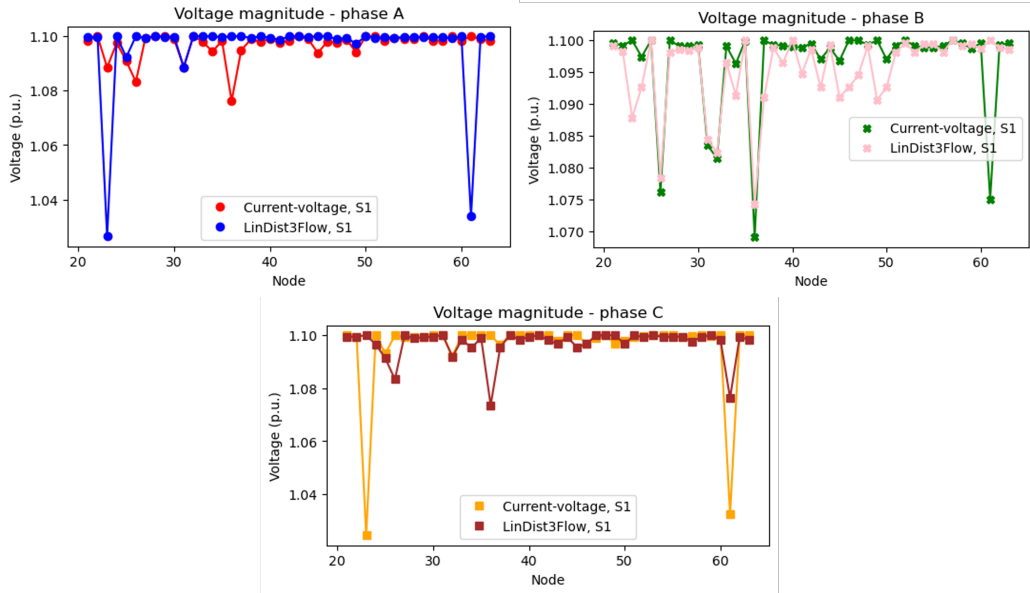 Voltage magnitude - phase A
Voltage (p.u.)
1.10
1.08
1.06
1.04
Current-voltage, S1
LinDist3Flow, S1
20 30 40 50 60
Node
Voltage magnitude - phase B
Voltage (p.u.)
1.100
1.095
1.090
1.085
1.080
1.075
1.070
Current-voltage, S1
LinDist3Flow, S1
20 30 40 50 60
Node
Voltage magnitude - phase C
Voltage (p.u.)
1.10
1.08
1.06
1.04
Current-voltage, S1
LinDist3Flow, S1
20 30 40 50 60
Node